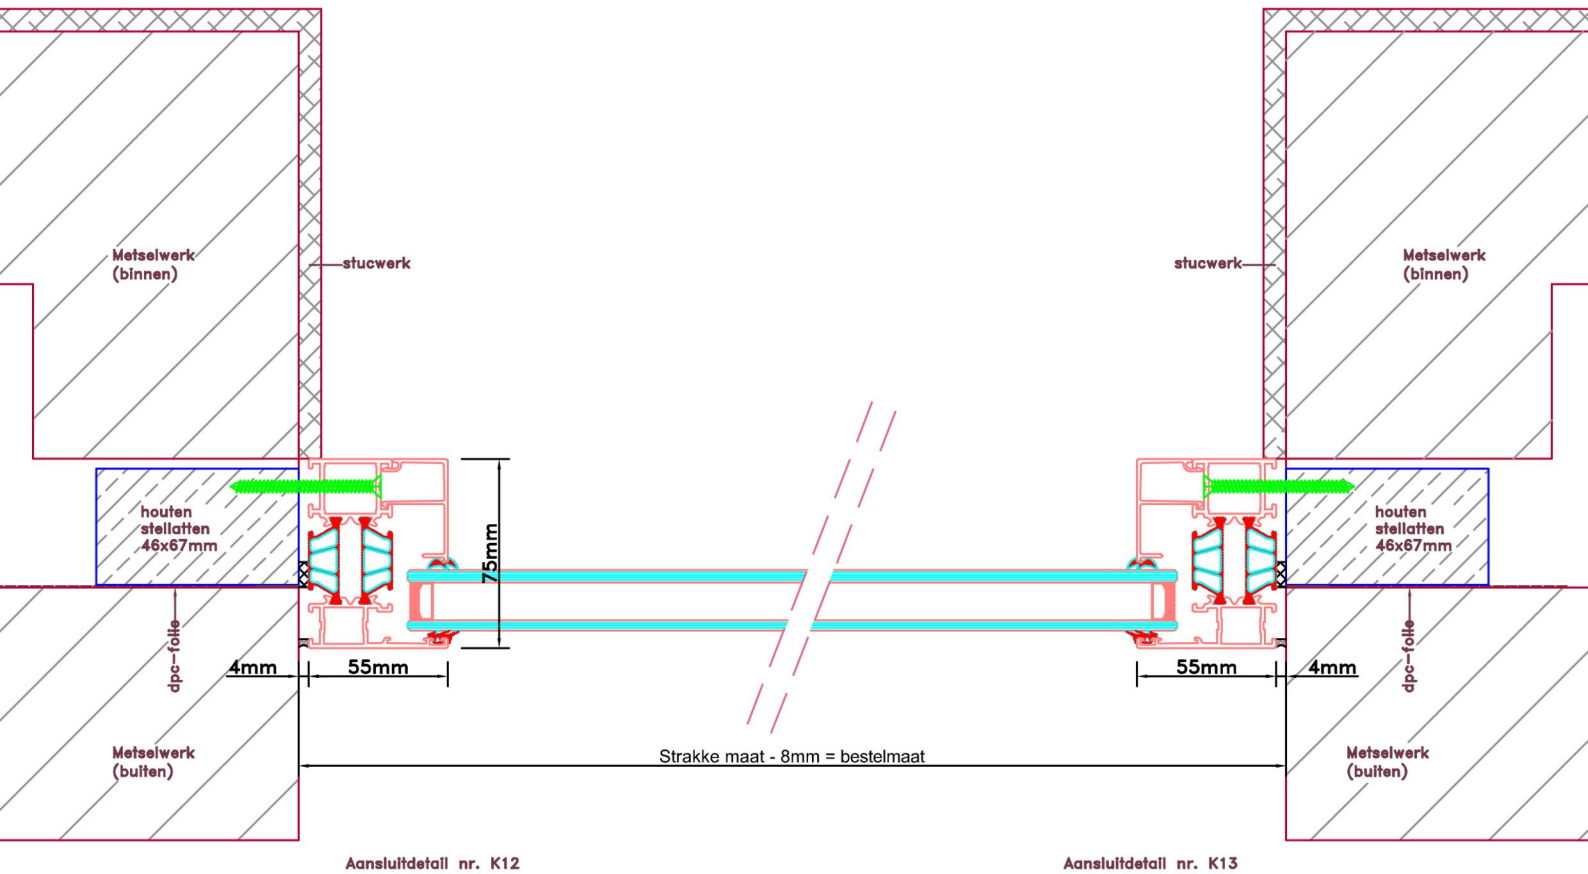 Metselwerk
(binnen)
stucwerk
stucwerk
Metselwerk
(binnen)
houten
stellatten
46x67mm
75mm
houten
stellatten
46x67mm
dpc-folie
4mm
55mm
55mm
4mm
dpc-folie
Metselwerk
(buiten)
Strakke maat - 8mm = bestelmaat
Metselwerk
(buiten)
Aansluitdetail nr. K12
Aansluitdetail nr. K13